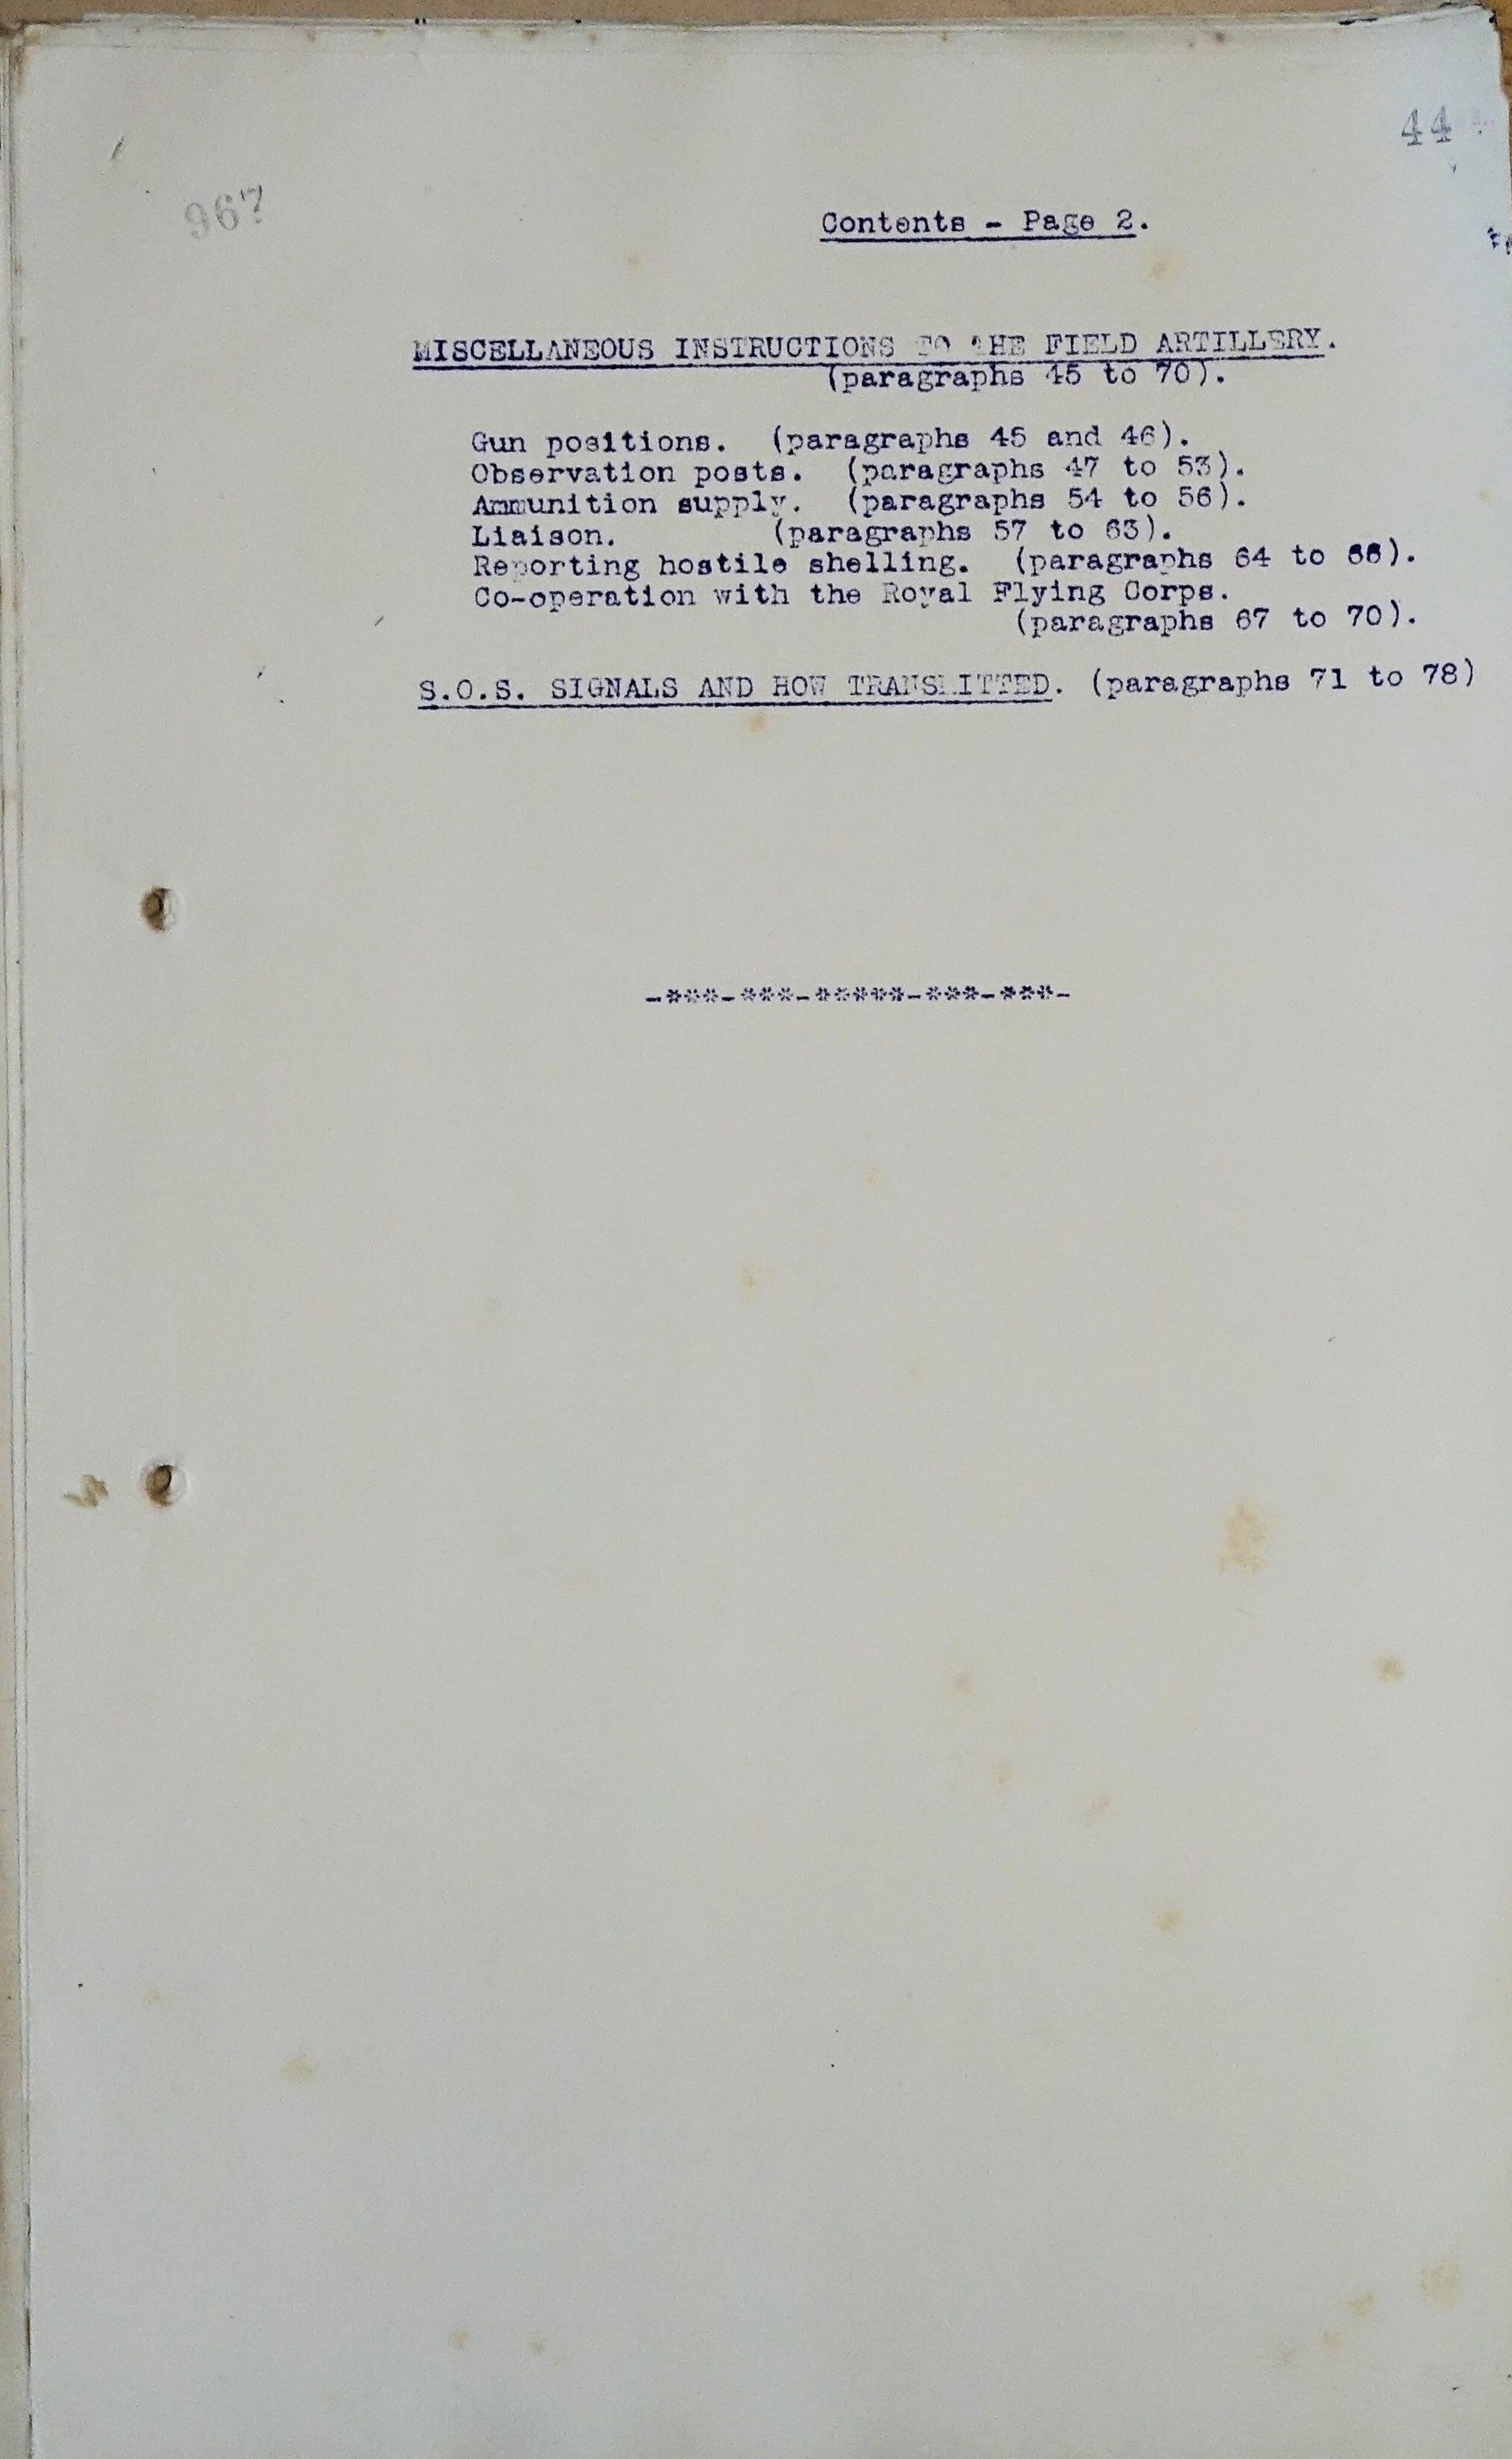 44
967
Contents - Page 2.
MISCELLANEOUS INSTRUCTIONS TO THE FIELD ARTILLERY.
(paragraphs 45 to 70).
Gun positions. (paragraphs 45 and 46).
Observation posts. (paragraphs 47 to 53).
Ammunition supply. (paragraphs 54 to 56).
Liaison. (paragraphs 57 to 63).
Reporting hostile shelling. (paragraphs 64 to 66).
Co-operation with the Royal Flying Corps.
(paragraphs 67 to 70).
S.O.S. SIGNALS AND HOW TRANSMITTED. (paragraphs 71 to 78)
-***-***-*****-***-***-